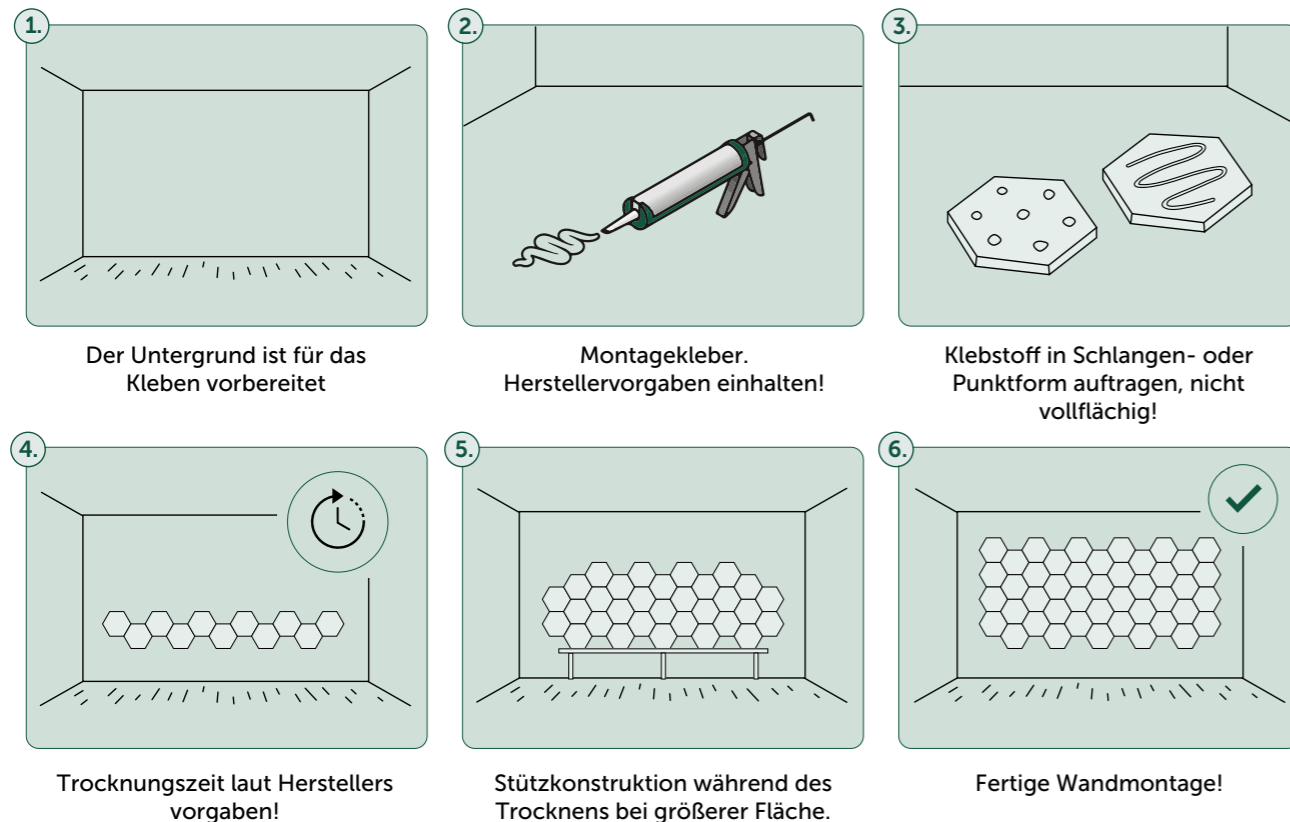 1.
Der Untergrund ist für das
Kleben vorbereitet
2.
Montagekleber.
Herstellervorgaben einhalten!
3.
Klebstoff in Schlangen- oder
Punktform auftragen, nicht
vollflächig!
4.
Trocknungszeit laut Herstellers
vorgaben!
5.
Stützkonstruktion während des
Trocknens bei größerer Fläche.
6.
Fertige Wandmontage!